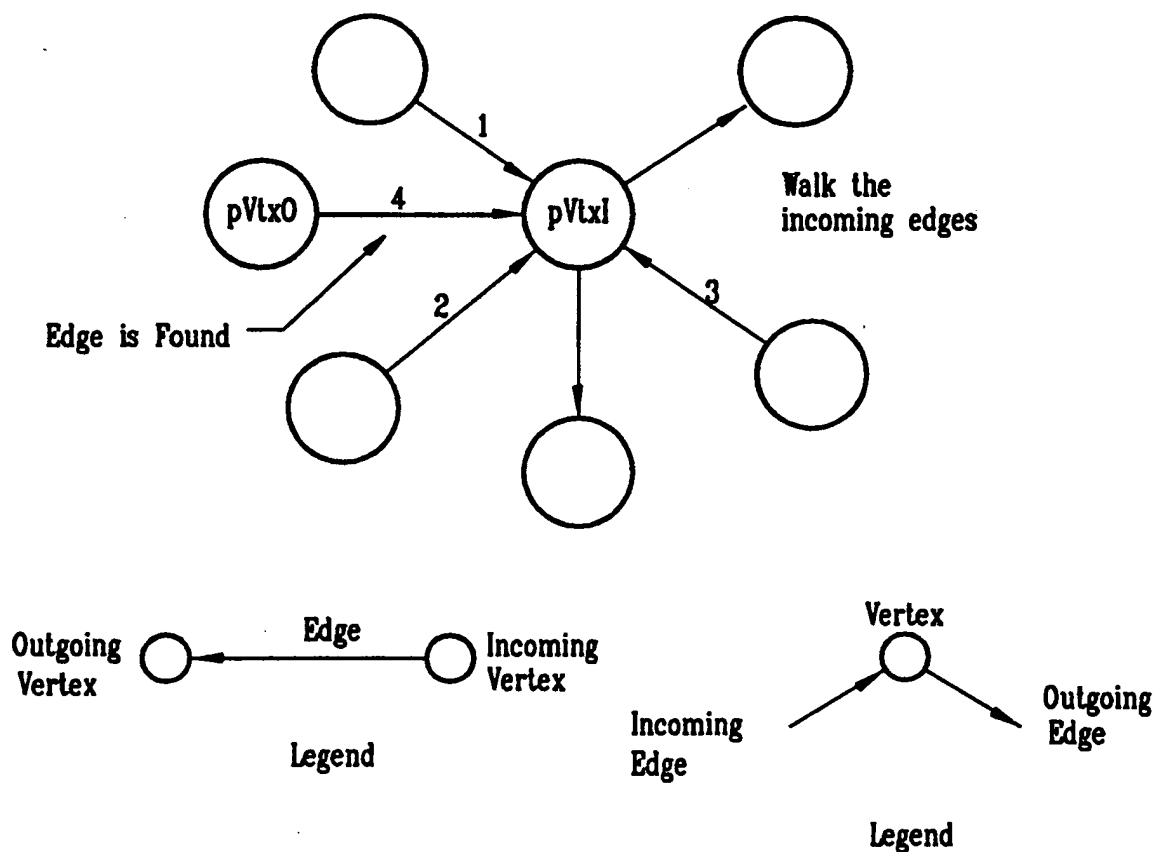 1
pVtxO
4
pVtxI
Walk the
incoming edges
2
3
Edge is Found
Outgoing
Vertex
Edge
Incoming
Vertex
Legend
Vertex
Incoming
Edge
Outgoing
Edge
Legend